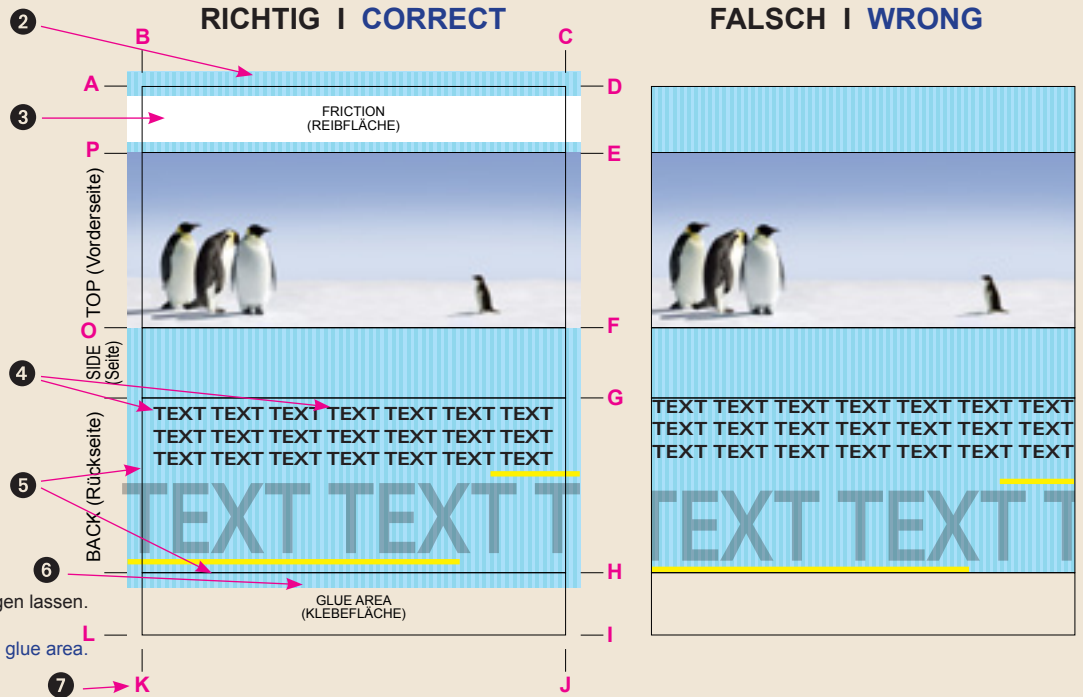 RICHTIG I CORRECT
FALSCH I WRONG
2
B
C
A
D
3
FRICTION
(REIBFLÄCHE)
P
E
TOP (Vorderseite)
O
F
SIDE
(Seite)
4
G
TEXT TEXT TEXT TEXT TEXT TEXT TEXT
TEXT TEXT TEXT TEXT TEXT TEXT TEXT
TEXT TEXT TEXT TEXT TEXT TEXT TEXT
TEXT TEXT TEXT TEXT TEXT TEXT TEXT
TEXT TEXT TEXT TEXT TEXT TEXT TEXT
TEXT TEXT TEXT TEXT TEXT TEXT TEXT
BACK (Rückseite)
5
TEXT TEXT T
TEXT TEXT T
6
H
gen lassen.
GLUE AREA
(KLEBEFLÄCHE)
L
I
glue area.
7
K
J